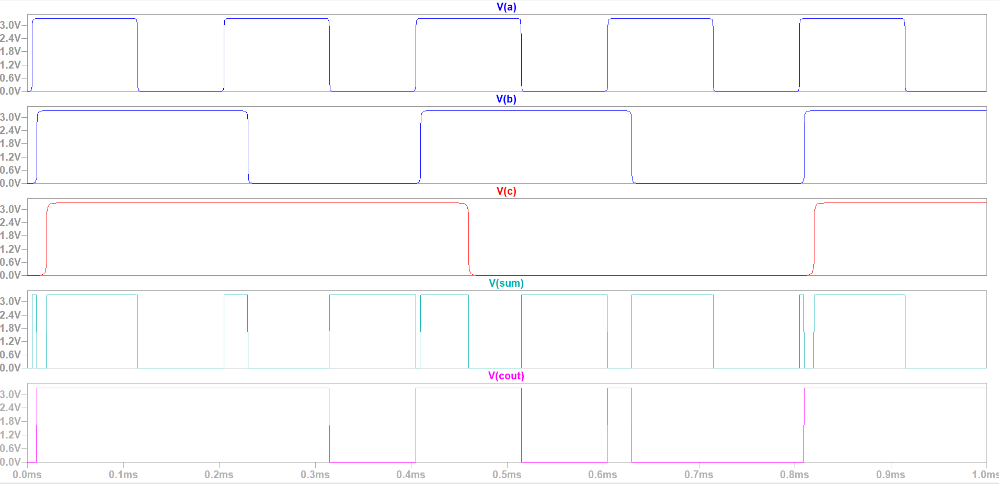 V(a)
3.0V
2.4V
1.8V
1.2V
0.6V
0.0V
V(b)
3.0V
2.4V
1.8V
1.2V
0.6V
0.0V
V(c)
3.0V
2.4V
1.8V
1.2V
0.6V
0.0V
V(sum)
3.0V
2.4V
1.8V
1.2V
0.6V
0.0V
V(cout)
3.0V
2.4V
1.8V
1.2V
0.6V
0.0V
0.0ms 0.1ms 0.2ms 0.3ms 0.4ms 0.5ms 0.6ms 0.7ms 0.8ms 0.9ms 1.0ms